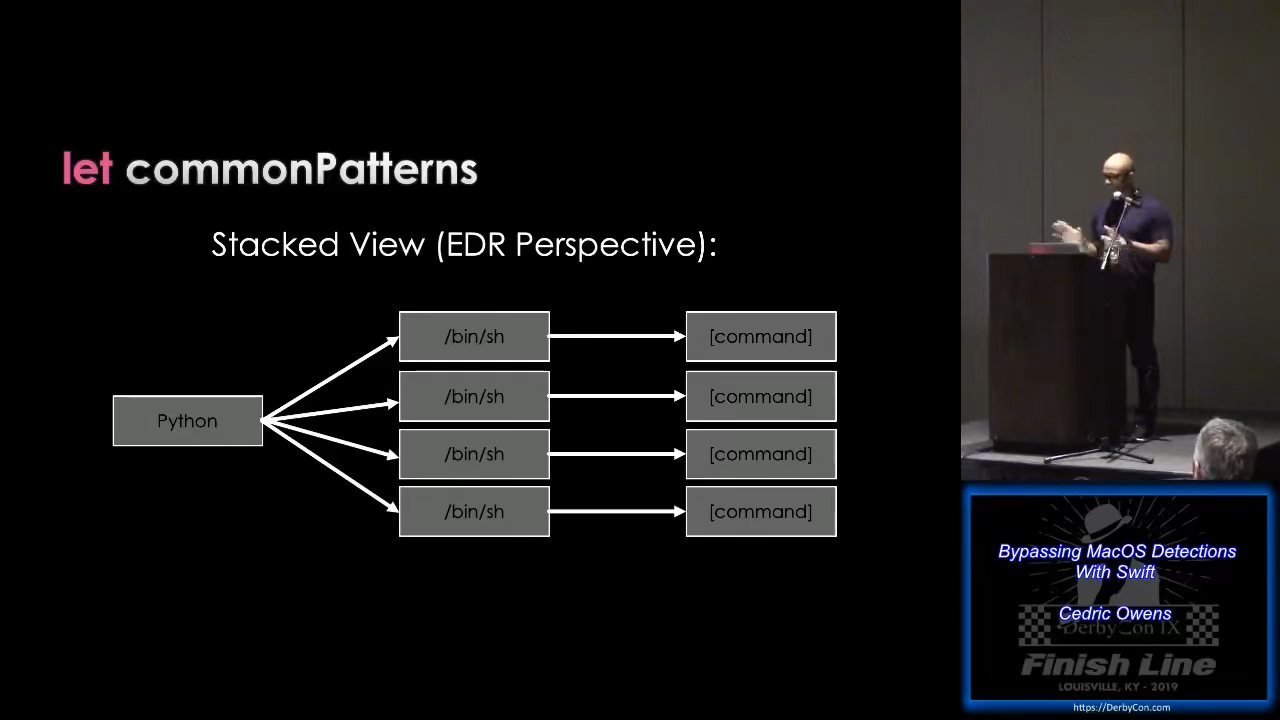 let commonPatterns
Stacked View (EDR Perspective):
Python
/bin/sh
[command]
/bin/sh
[command]
/bin/sh
[command]
/bin/sh
[command]
Bypassing MacOS Detections
With Swift
Cedric Owens
DerbyCon IX
Finish Line
LOUISVILLE, KY - 2019
https://DerbyCon.com